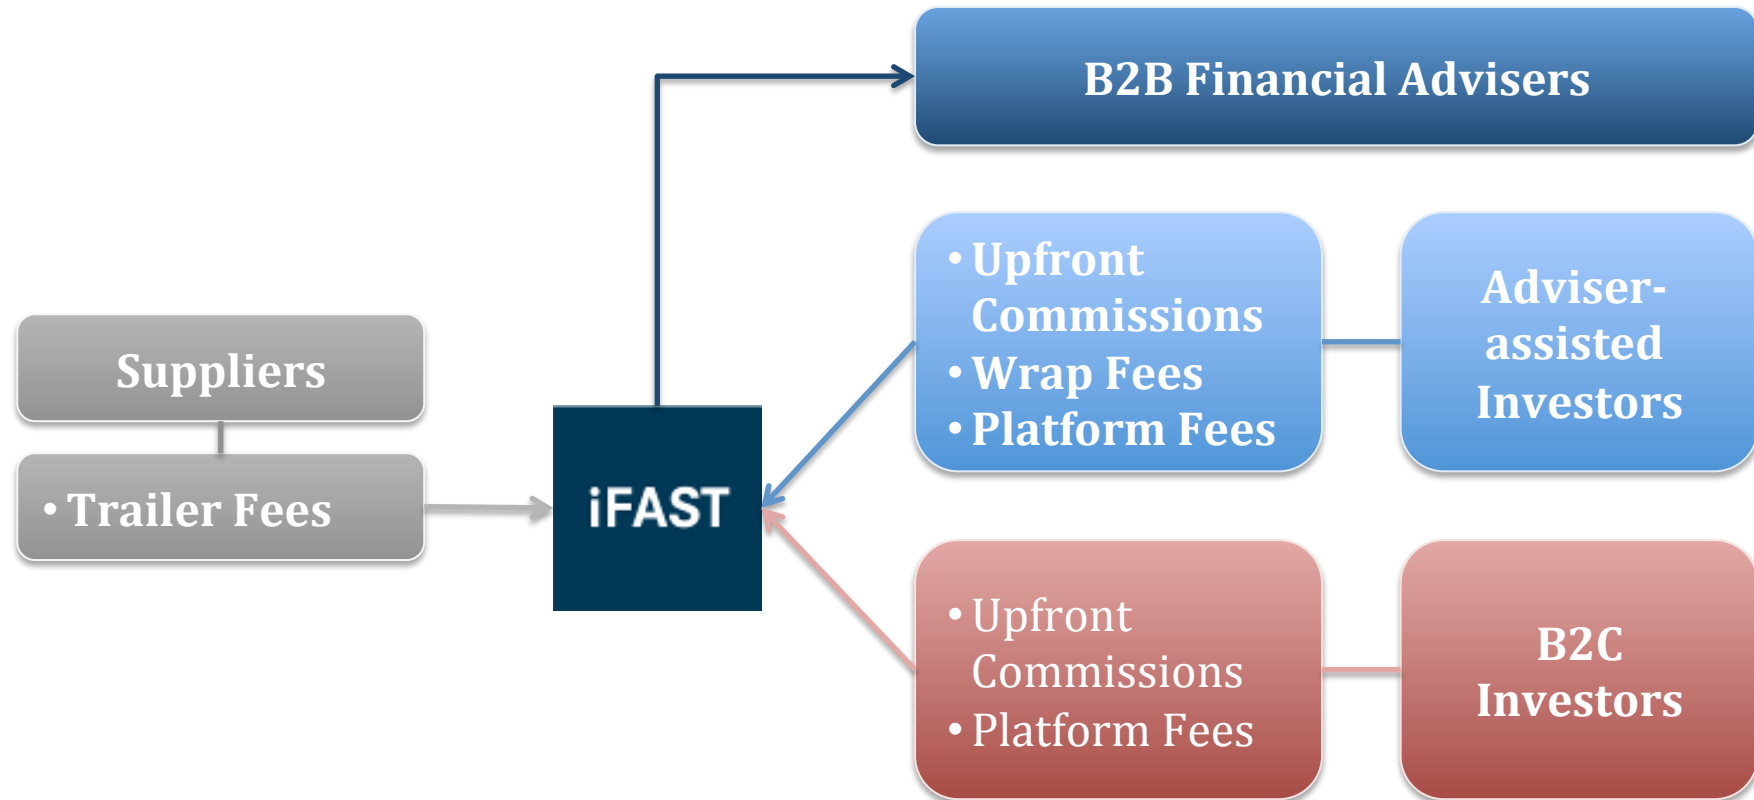 B2B Financial Advisers
Suppliers
• Trailer Fees
iFAST
• Upfront
Commissions
• Wrap Fees
• Platform Fees
Adviser-
assisted
Investors
• Upfront
Commissions
• Platform Fees
B2C
Investors